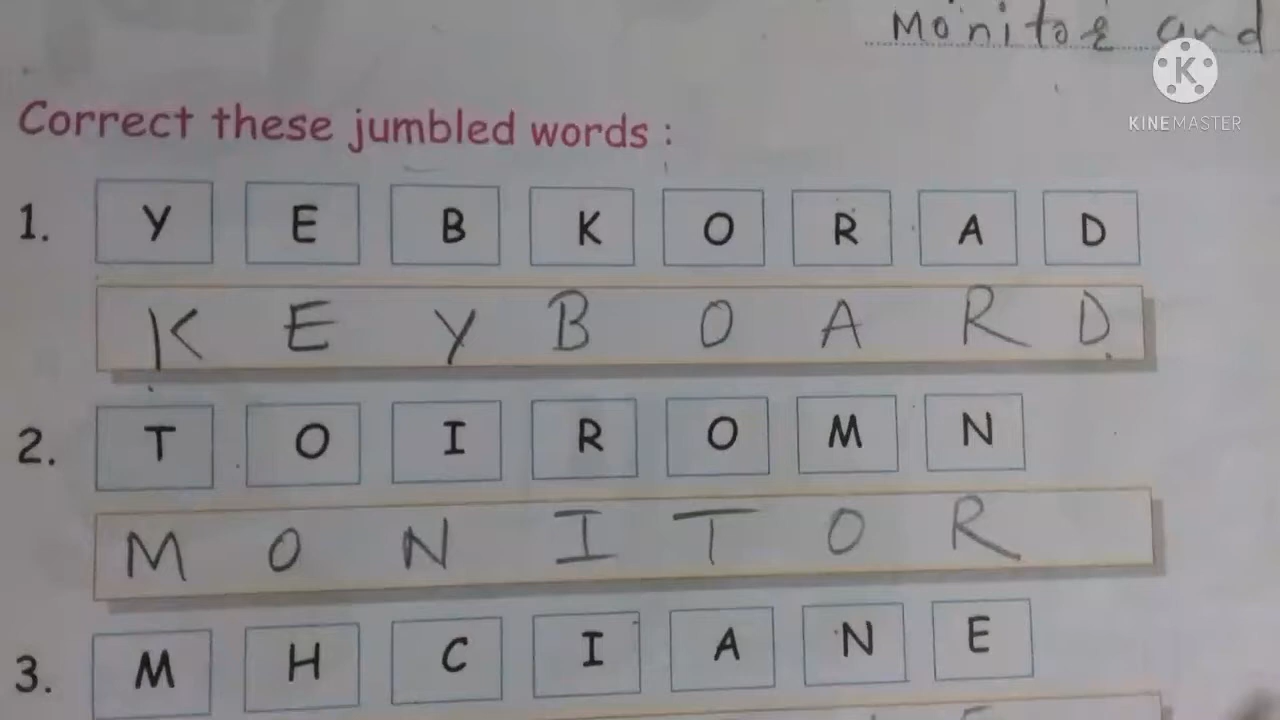 Monitor and
KINEMASTER
Correct these jumbled words :
1. Y E B K O R A D
K E Y B O A R D
2. T O I R O M N
M O N I T O R
3. M H C I A N E